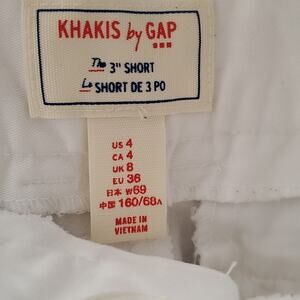 KHAKIS by GAP
The 3" SHORT
Le SHORT DE 3 PO
US 4
CA 4
UK 8
EU 36
日本 W69
中国 160/68A
MADE IN
VIETNAM